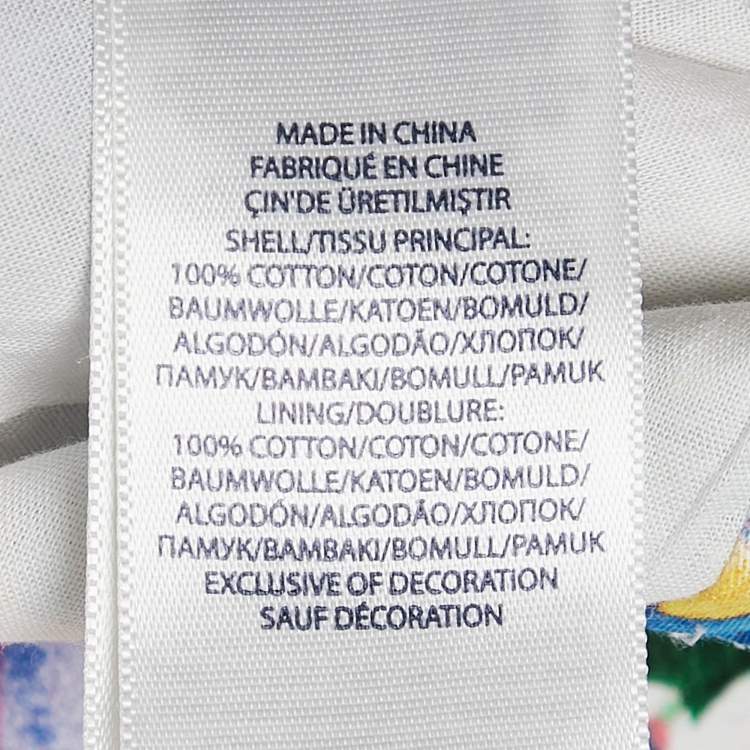 MADE IN CHINA
FABRIQUÉ EN CHINE
ÇIN'DE ÜRETILMIŞTIR
SHELL/TISSU PRINCIPAL:
100% COTTON/COTON/COTONE/
BAUMWOLLE/KATOEN/BOMULD/
ALGODÓN/ALGODÃO/ХЛОПОК/
ПАМУК/BAMBAKI/BOMULL/PAMUK
LINING/DOUBLURE:
100% COTTON/COTON/COTONE/
BAUMWOLLE/KATOEN/BOMULD/
ALGODÓN/ALGODÃO/ХЛОПОК/
ПАМУК/BAMBAKI/BOMULL/PAMUK
EXCLUSIVE OF DECORATION
SAUF DÉCORATION